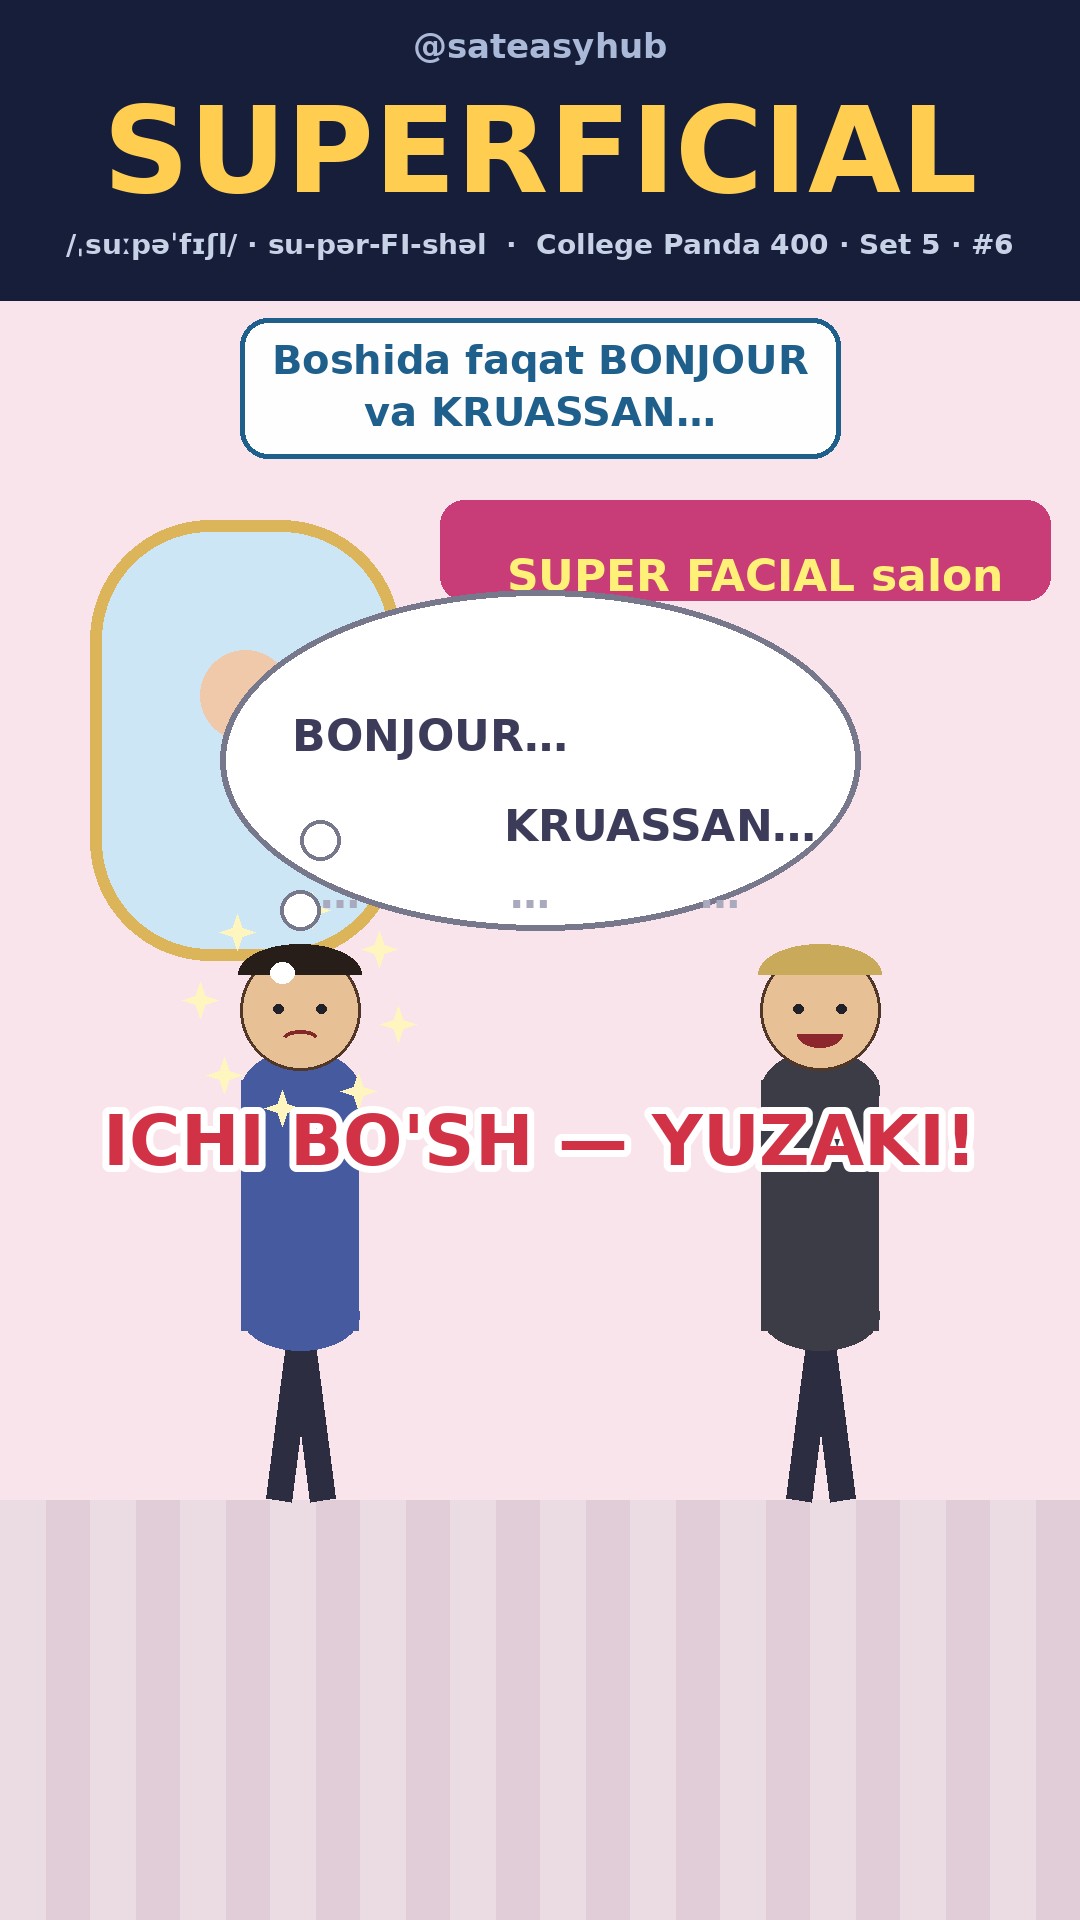 @sateasyhub
SUPERFICIAL
/ˌsuːpəˈfɪʃl/ · su-pər-FI-shəl · College Panda 400 · Set 5 · #6
Boshida faqat BONJOUR
va KRUASSAN…
SUPER FACIAL salon
BONJOUR…
KRUASSAN…
… … …
ICHI BO'SH — YUZAKI!